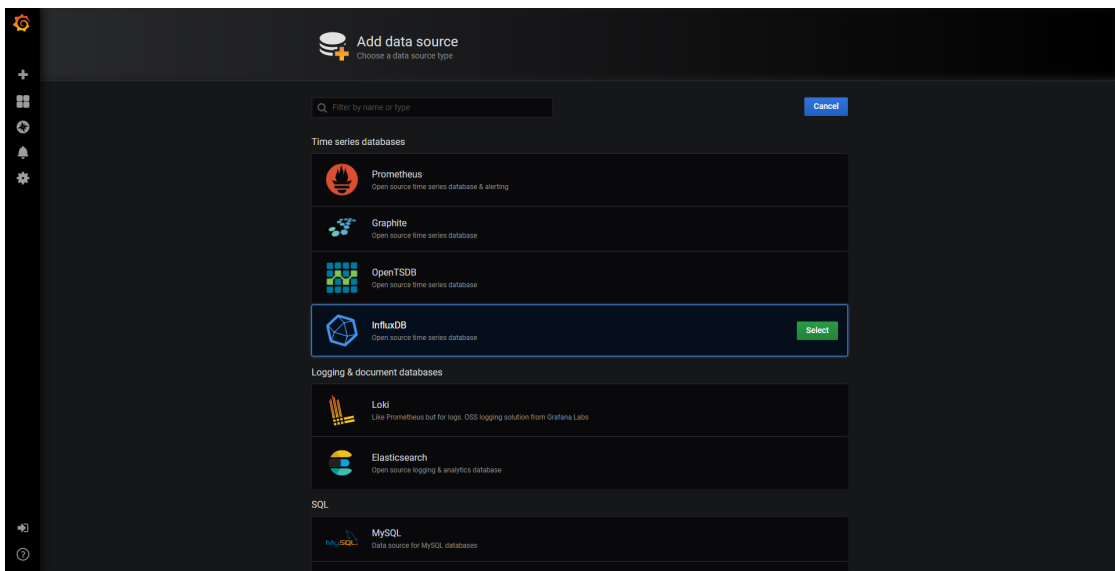 Add data source
Choose a data source type
Filter by name or type
Cancel
Time series databases
Prometheus
Open source time series database & alerting
Graphite
Open source time series database
OpenTSDB
Open source time series database
InfluxDB
Open source time series database
Select
Logging & document databases
Loki
Like Prometheus but for logs. OSS logging solution from Grafana Labs
Elasticsearch
Open source logging & analytics database
SQL
MySQL
MySQL
Data source for MySQL databases